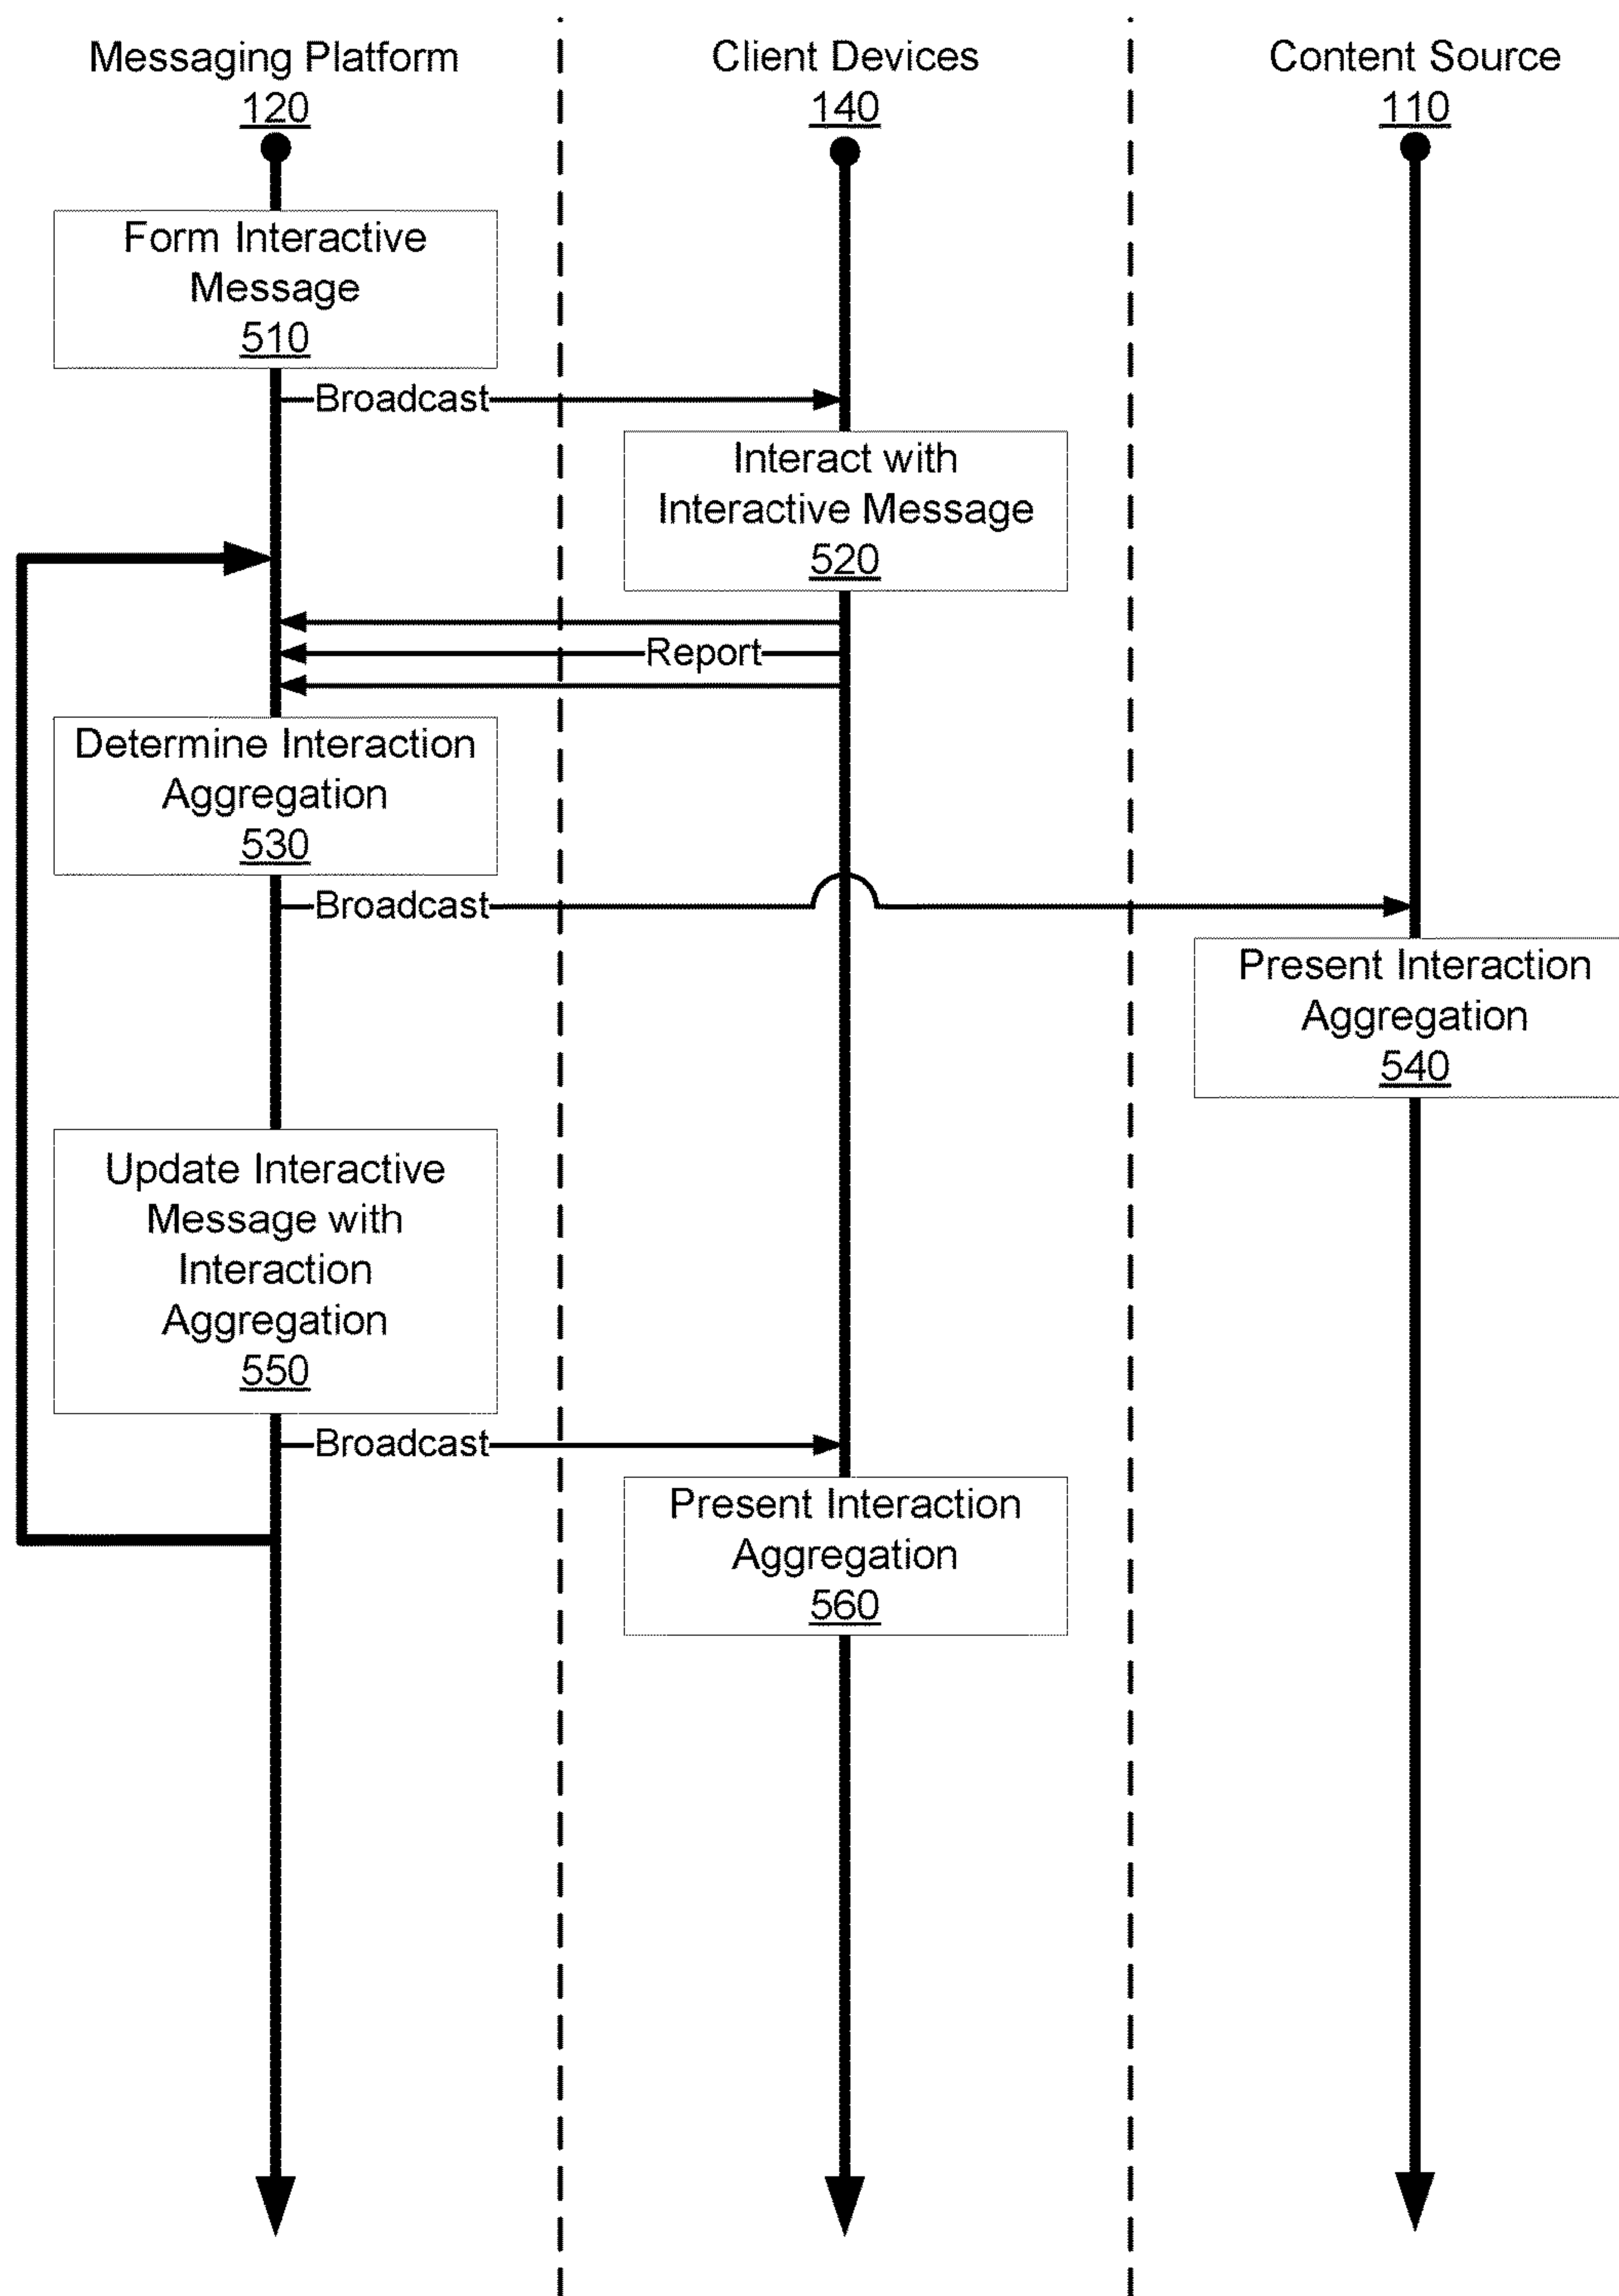 Messaging Platform
120
Client Devices
140
Content Source
110
Form Interactive
Message
510
Broadcast
Interact with
Interactive Message
520
Report
Determine Interaction
Aggregation
530
Broadcast
Present Interaction
Aggregation
540
Update Interactive
Message with
Interaction
Aggregation
550
Broadcast
Present Interaction
Aggregation
560